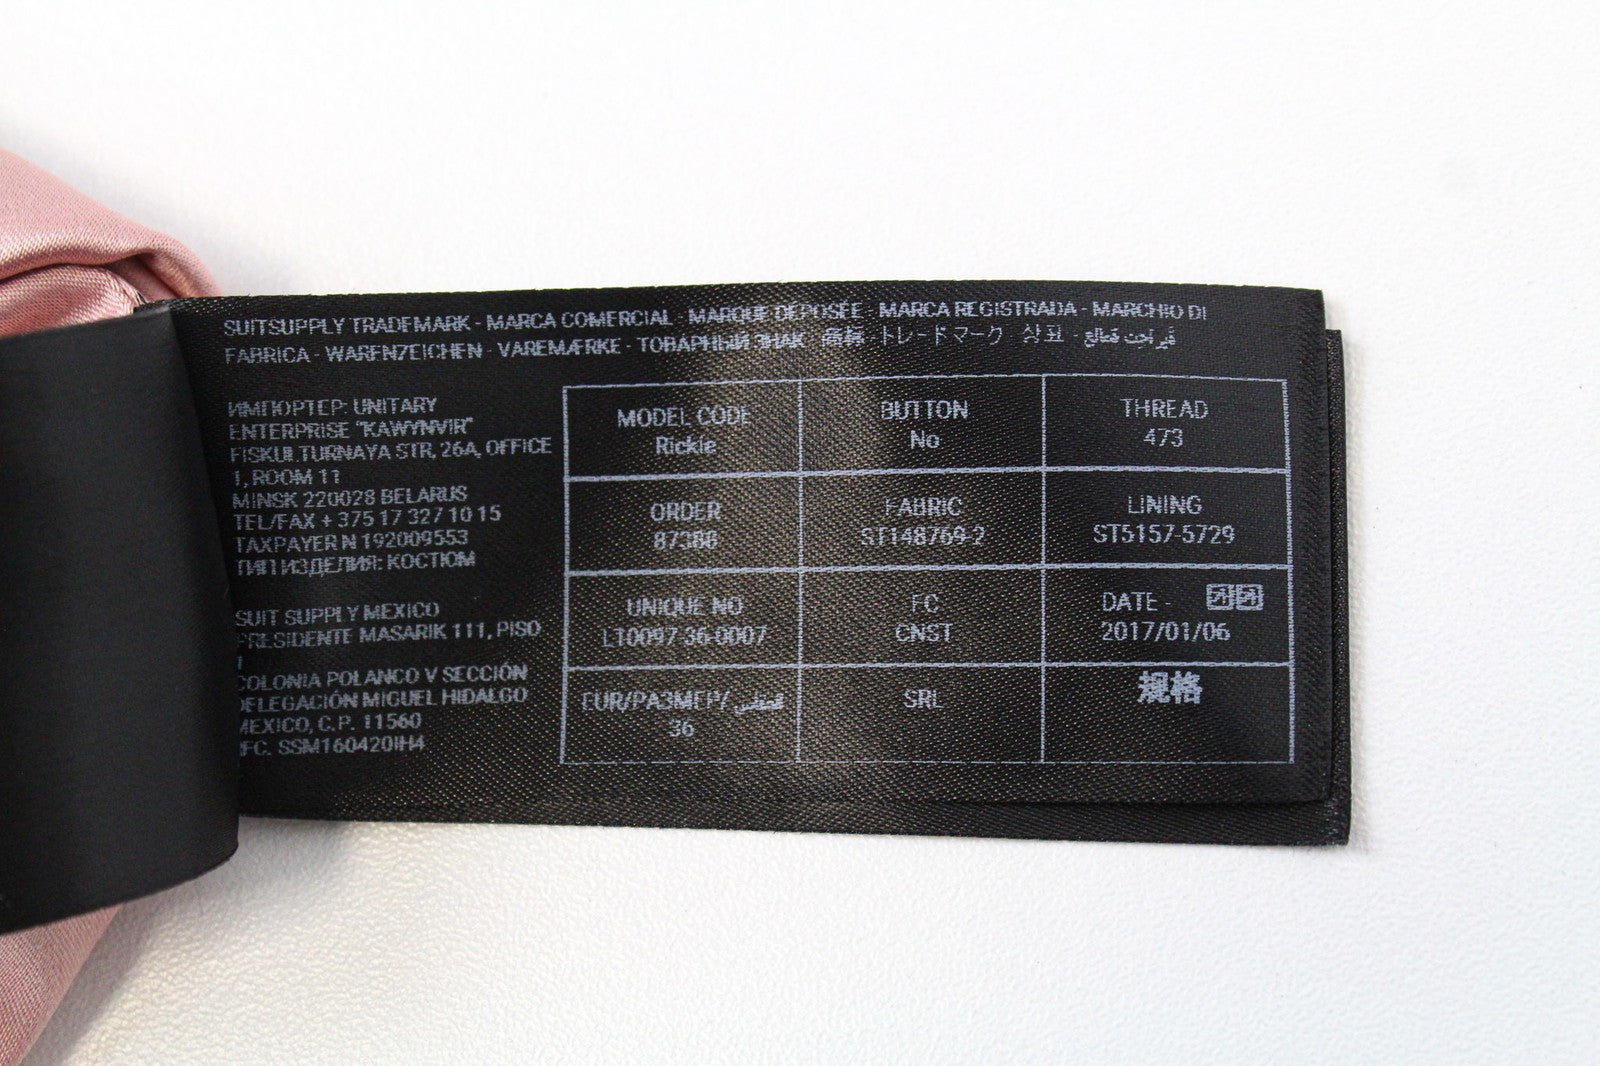 SUITSUPPLY TRADEMARK - MARCA COMERCIAL MARQUE DÉPOSÉE - MARCA REGISTRADA - MARCHIO DI
FABRICA - WARENZEICHEN - VAREMÆRKE - ТОВАРНЫЙ ЗНАК 商標 - トレードマーク 상표 -
ИМПОРТЕР: UNITARY
ENTERPRISE "KAWYNVIR"
FISKULTURNAYA STR, 26A, OFFICE
1, ROOM 11
MINSK 220028 BELARUS
TEL/FAX + 375 17 327 10 15
TAXPAYER N 192009553
ТИП ИЗДЕЛИЯ: КОСТЮМ
SUIT SUPPLY MEXICO
PRESIDENTE MASARIK 111, PISO
1
COLONIA POLANCO V SECCIÓN
DELEGACIÓN MIGUEL HIDALGO
MEXICO, C.P. 11560
RFC. SSM160420IH4
MODEL CODE
Rickie
BUTTON
No
THREAD
473
ORDER
87388
FABRIC
ST148769-2
LINING
ST5157-5729
UNIQUE NO
L10097-36-0007
FC
CNST
DATE -
2017/01/06
EUR/РАЗМЕР/
36
SRL
規格